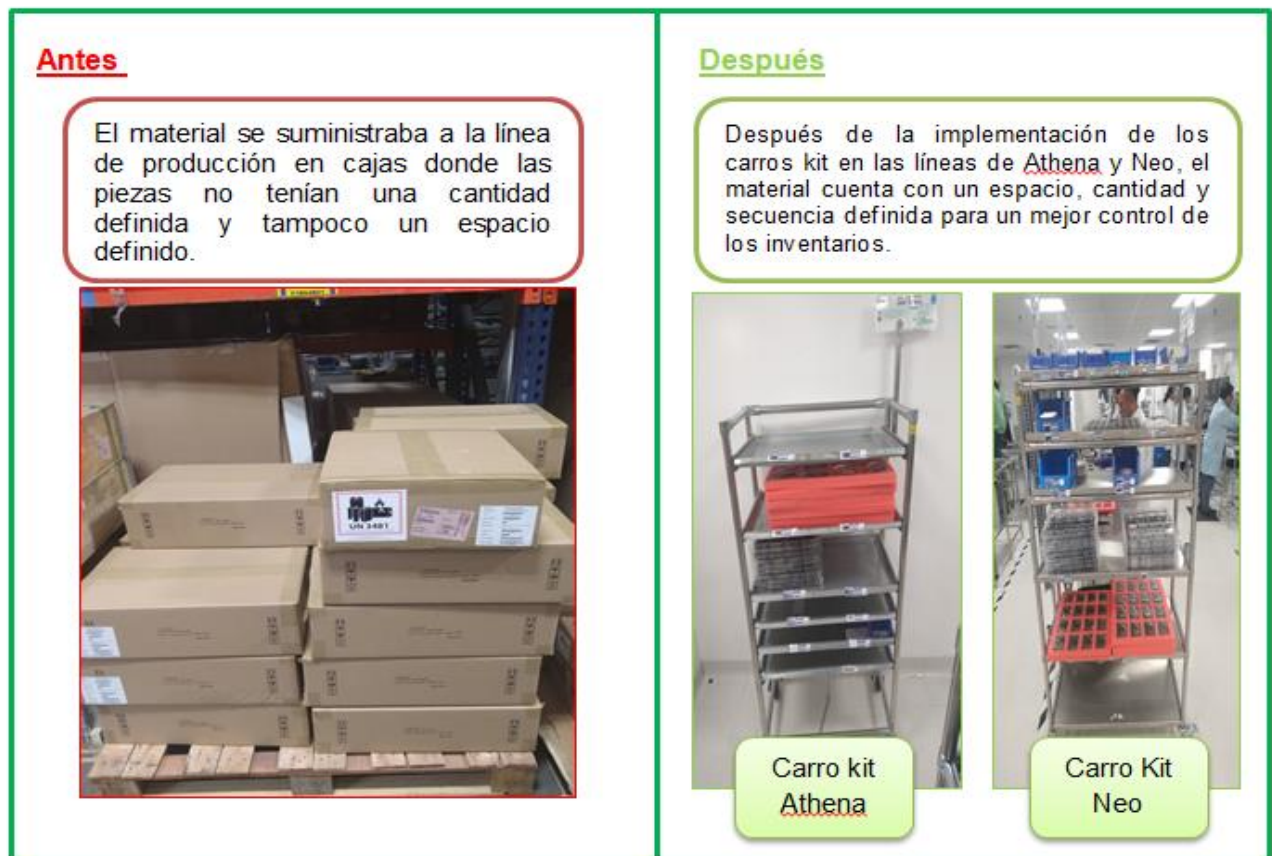 Antes
El material se suministraba a la línea
de producción en cajas donde las
piezas no tenían una cantidad
definida y tampoco un espacio
definido.
UN 3481
Después
Después de la implementación de los
carros kit en las líneas de Athena y Neo, el
material cuenta con un espacio, cantidad y
secuencia definida para un mejor control de
los inventarios.
Carro kit
Athena
Carro Kit
Neo